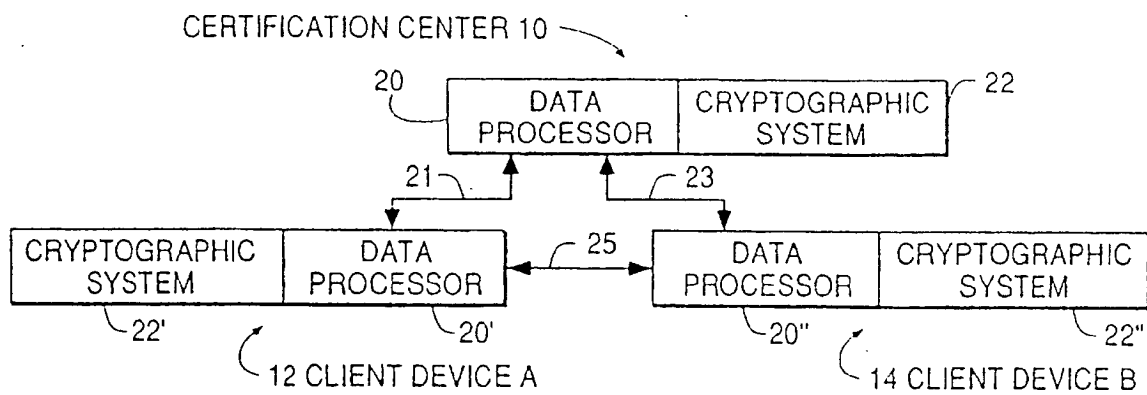 CERTIFICATION CENTER 10
20
DATA
PROCESSOR
CRYPTOGRAPHIC
SYSTEM
22
21
23
CRYPTOGRAPHIC
SYSTEM
DATA
PROCESSOR
25
DATA
PROCESSOR
CRYPTOGRAPHIC
SYSTEM
22'
20'
20"
22"
12 CLIENT DEVICE A
14 CLIENT DEVICE B